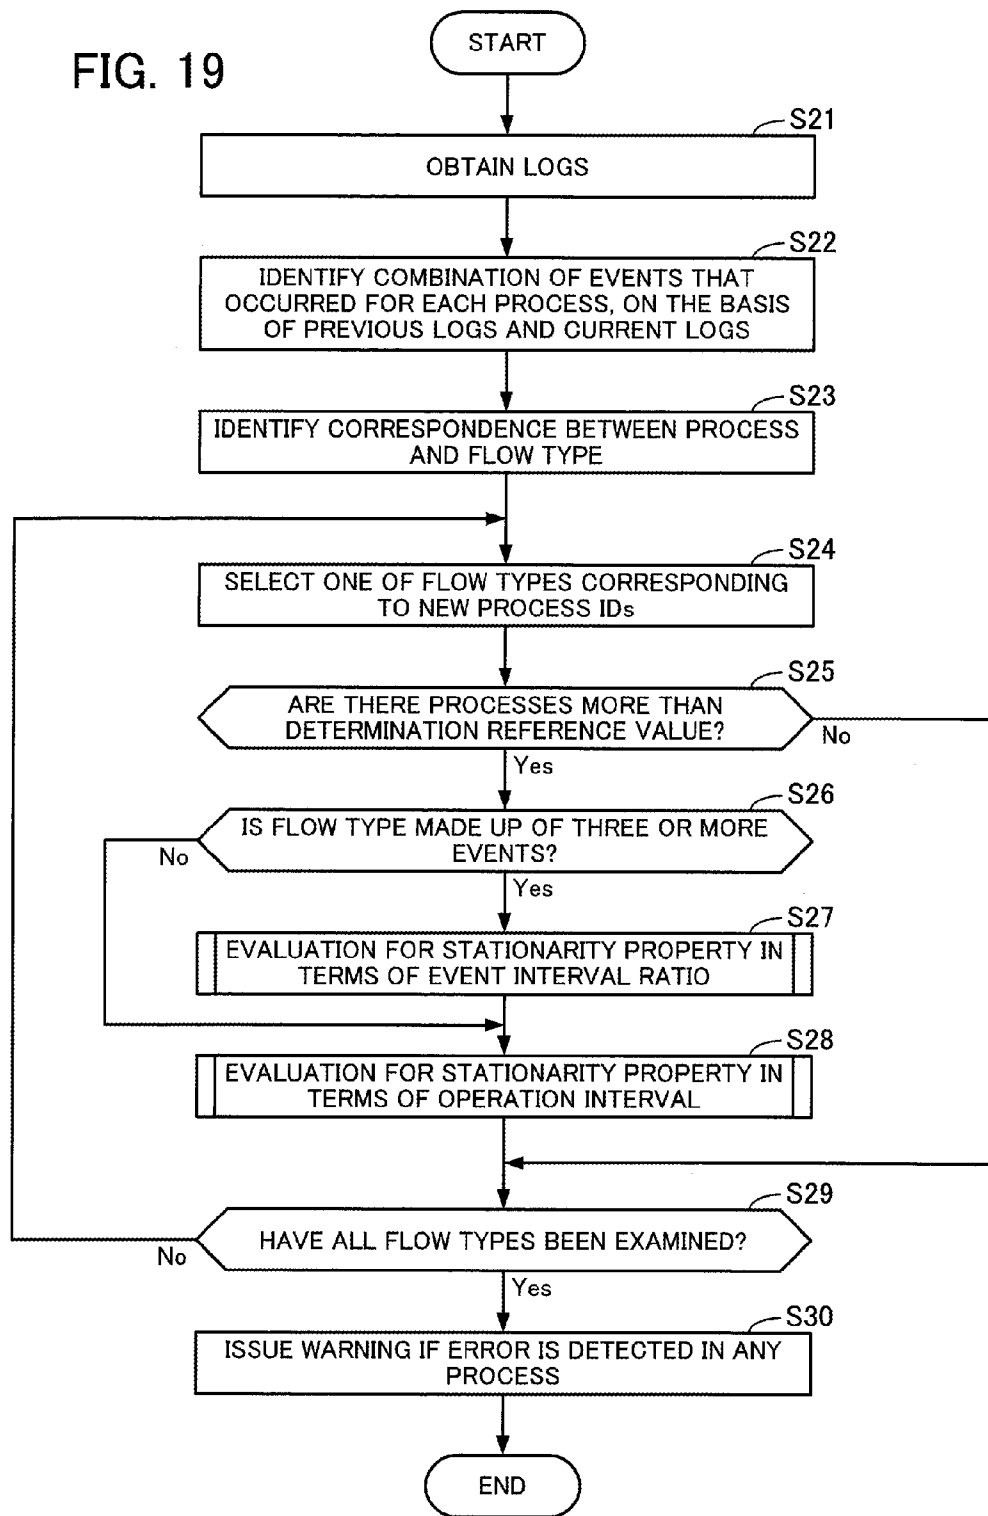 FIG. 19
START
S21
OBTAIN LOGS
S22
IDENTIFY COMBINATION OF EVENTS THAT
OCCURRED FOR EACH PROCESS, ON THE BASIS
OF PREVIOUS LOGS AND CURRENT LOGS
S23
IDENTIFY CORRESPONDENCE BETWEEN PROCESS
AND FLOW TYPE
S24
SELECT ONE OF FLOW TYPES CORRESPONDING
TO NEW PROCESS IDs
S25
ARE THERE PROCESSES MORE THAN
DETERMINATION REFERENCE VALUE?
No
Yes
S26
IS FLOW TYPE MADE UP OF THREE OR MORE
EVENTS?
No
Yes
S27
EVALUATION FOR STATIONARITY PROPERTY IN
TERMS OF EVENT INTERVAL RATIO
S28
EVALUATION FOR STATIONARITY PROPERTY IN
TERMS OF OPERATION INTERVAL
S29
HAVE ALL FLOW TYPES BEEN EXAMINED?
No
Yes
S30
ISSUE WARNING IF ERROR IS DETECTED IN ANY
PROCESS
END